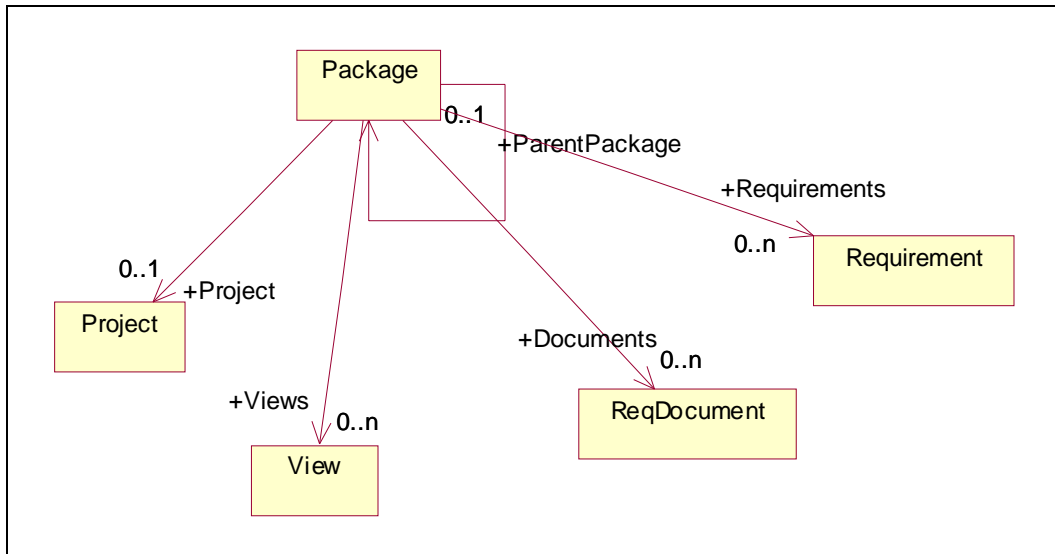 Package
0..1
+ParentPackage
+Requirements
0..n
Requirement
0..1
+Project
Project
+Documents
0..n
ReqDocument
+Views
0..n
View